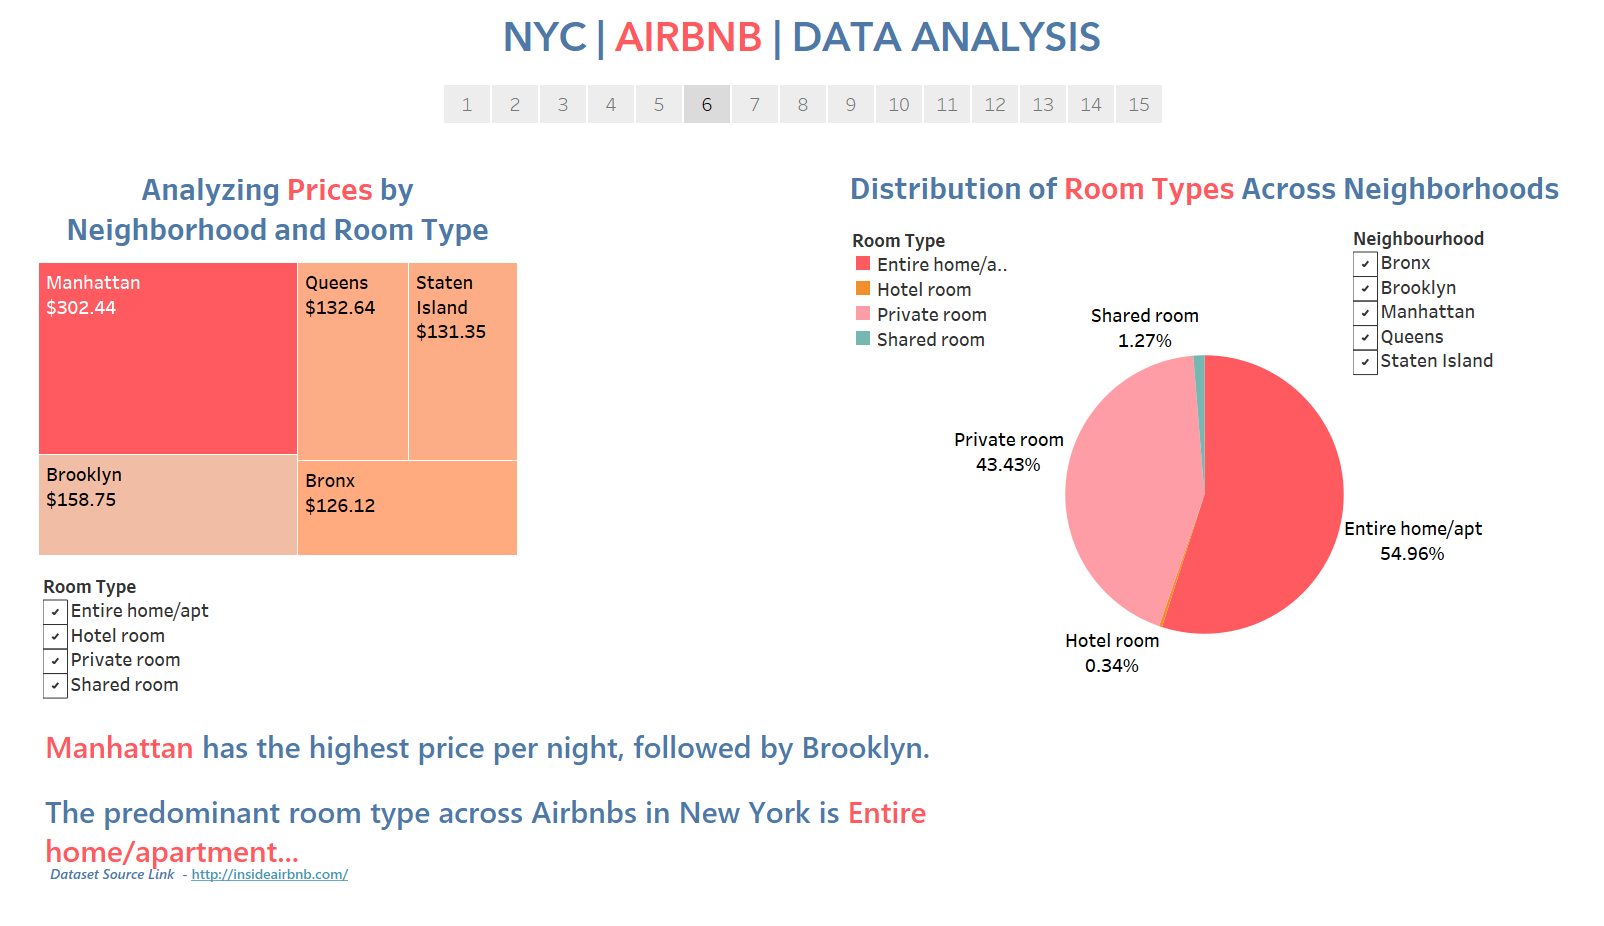 NYC | AIRBNB | DATA ANALYSIS
1 2 3 4 5 6 7 8 9 10 11 12 13 14 15
Analyzing Prices by
Neighborhood and Room Type
Manhattan
$302.44
Queens
$132.64
Staten
Island
$131.35
Brooklyn
$158.75
Bronx
$126.12
Room Type
Entire home/apt
Hotel room
Private room
Shared room
Distribution of Room Types Across Neighborhoods
Room Type
Entire home/a..
Hotel room
Private room
Shared room
Neighbourhood
Bronx
Brooklyn
Manhattan
Queens
Staten Island
Shared room
1.27%
Private room
43.43%
Entire home/apt
54.96%
Hotel room
0.34%
Manhattan has the highest price per night, followed by Brooklyn.
The predominant room type across Airbnbs in New York is Entire
home/apartment...
Dataset Source Link - http://insideairbnb.com/